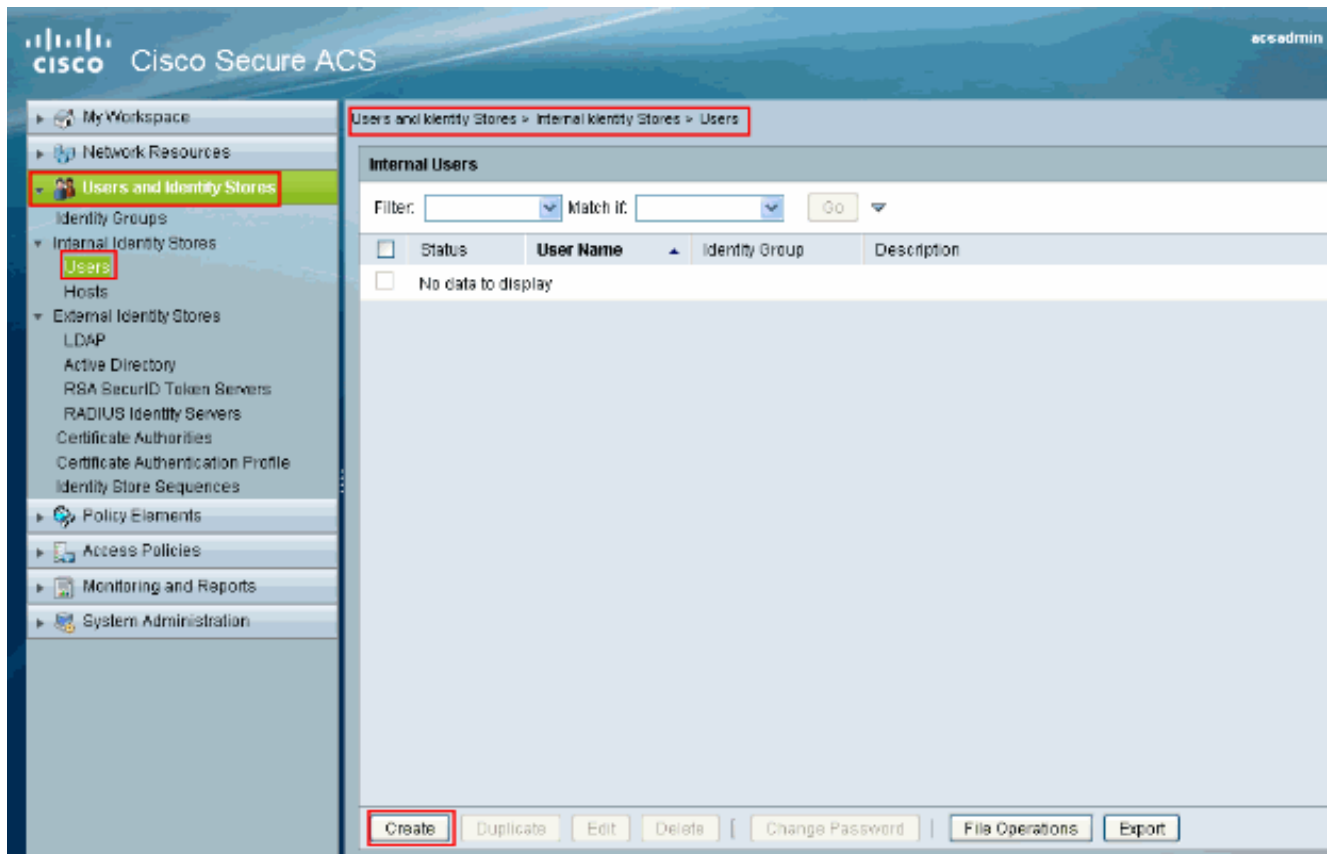 CISCO Cisco Secure ACS
acsadmin
My Workspace
Network Resources
Users and Identity Stores
Identity Groups
Internal Identity Stores
Users
Hosts
External Identity Stores
LDAP
Active Directory
RSA SecurID Token Servers
RADIUS Identity Servers
Certificate Authorities
Certificate Authentication Profile
Identity Store Sequences
Policy Elements
Access Policies
Monitoring and Reports
System Administration
Users and Identity Stores > Internal Identity Stores > Users
Internal Users
Filter: Match if: Go
Status User Name Identity Group Description
No data to display
Create Duplicate Edit Delete | Change Password | File Operations Export